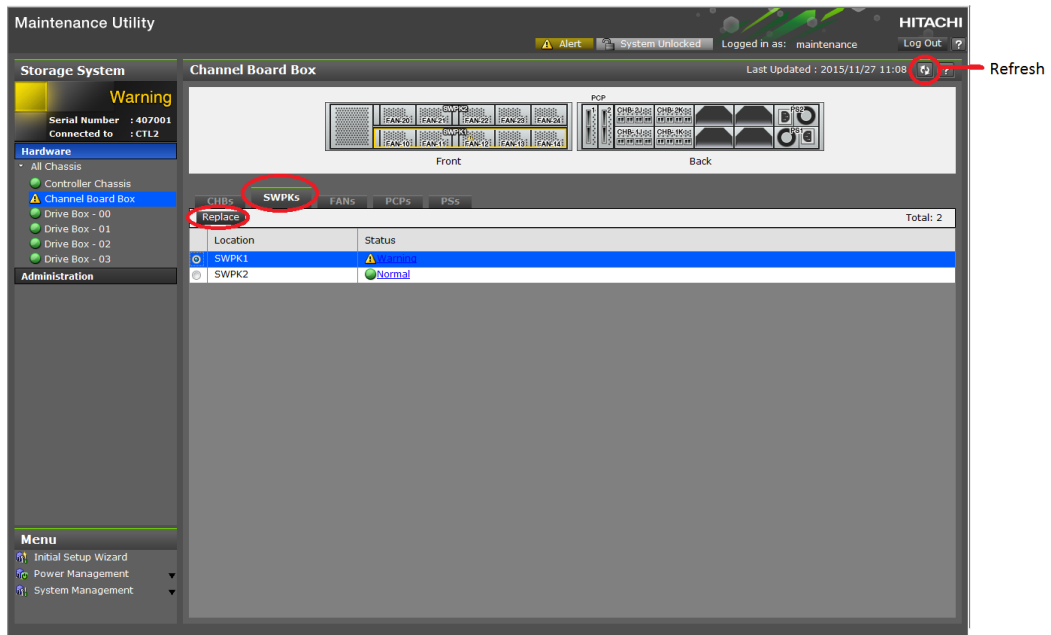 Maintenance Utility
HITACHI
Alert
System Unlocked
Logged in as: maintenance
Log Out ?
Storage System
Warning
Serial Number : 407001
Connected to : CTL2
Hardware
All Chassis
Controller Chassis
Channel Board Box
Drive Box - 00
Drive Box - 01
Drive Box - 02
Drive Box - 03
Administration
Channel Board Box
Last Updated : 2015/11/27 11:08
?
Refresh
SWPK2
FAN-20 FAN-21 FAN-22 FAN-23 FAN-24
SWPK1
FAN-10 FAN-11 FAN-12 FAN-13 FAN-14
Front
PCP
1 2
CHB-2J CHB-2K
PS2
CHB-1J CHB-1K
PS1
Back
CHBs SWPKs FANs PCPs PSs
Replace
Total: 2
Location Status
SWPK1 Warning
SWPK2 Normal
Menu
Initial Setup Wizard
Power Management
System Management